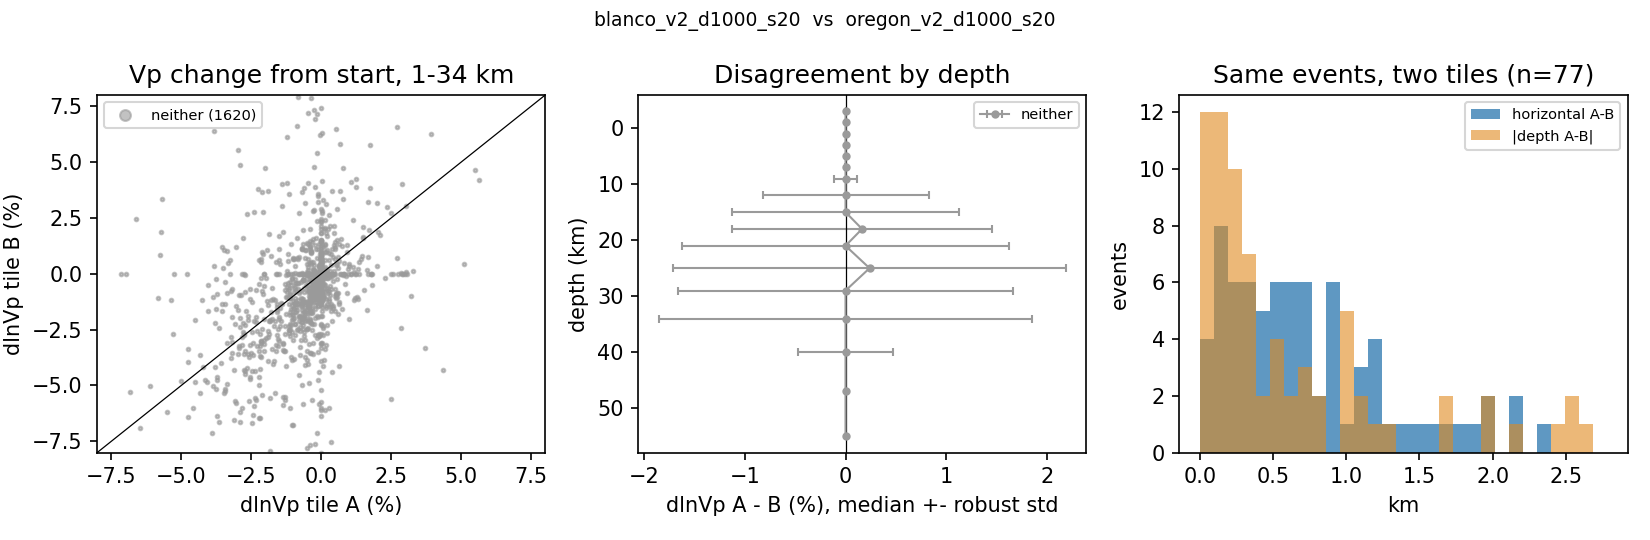 blanco_v2_d1000_s20  vs  oregon_v2_d1000_s20
Vp change from start, 1-34 km
neither (1620)
7.5
5.0
2.5
0.0
−2.5
−5.0
−7.5
dlnVp tile B (%)
−7.5 −5.0 −2.5 0.0 2.5 5.0 7.5
dlnVp tile A (%)
Disagreement by depth
neither
0
10
20
30
40
50
depth (km)
−2 −1 0 1 2
dlnVp A - B (%), median +- robust std
Same events, two tiles (n=77)
horizontal A-B
|depth A-B|
12
10
8
6
4
2
0
events
0.0 0.5 1.0 1.5 2.0 2.5
km